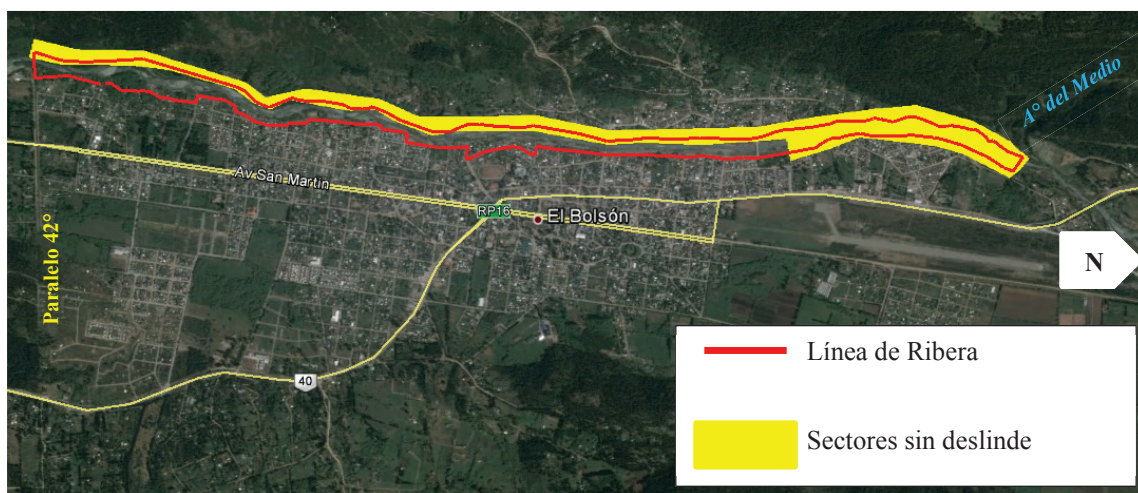 A° del Medio
Av San Martin
RP16
El Bolsón
Paralelo 42°
N
40
Línea de Ribera
Sectores sin deslinde